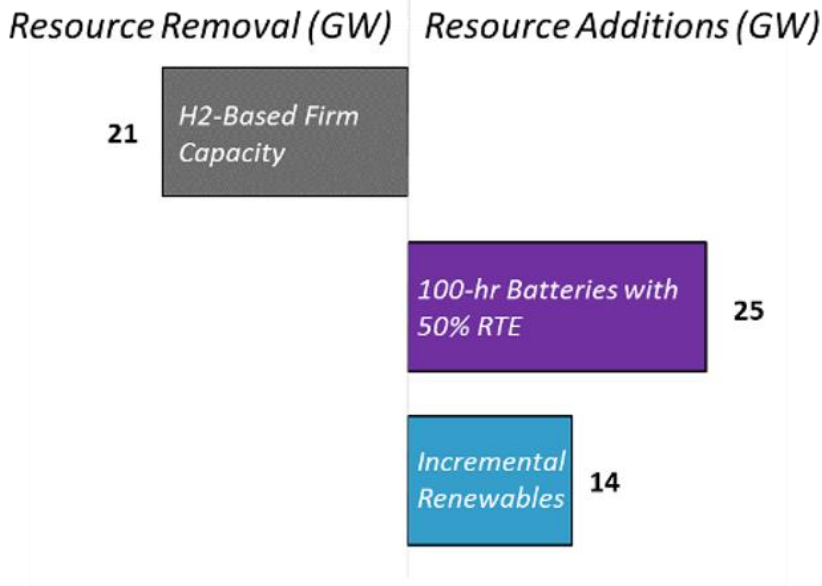 Resource Removal (GW)
Resource Additions (GW)
21
H2-Based Firm
Capacity
100-hr Batteries with
50% RTE
25
Incremental
Renewables
14